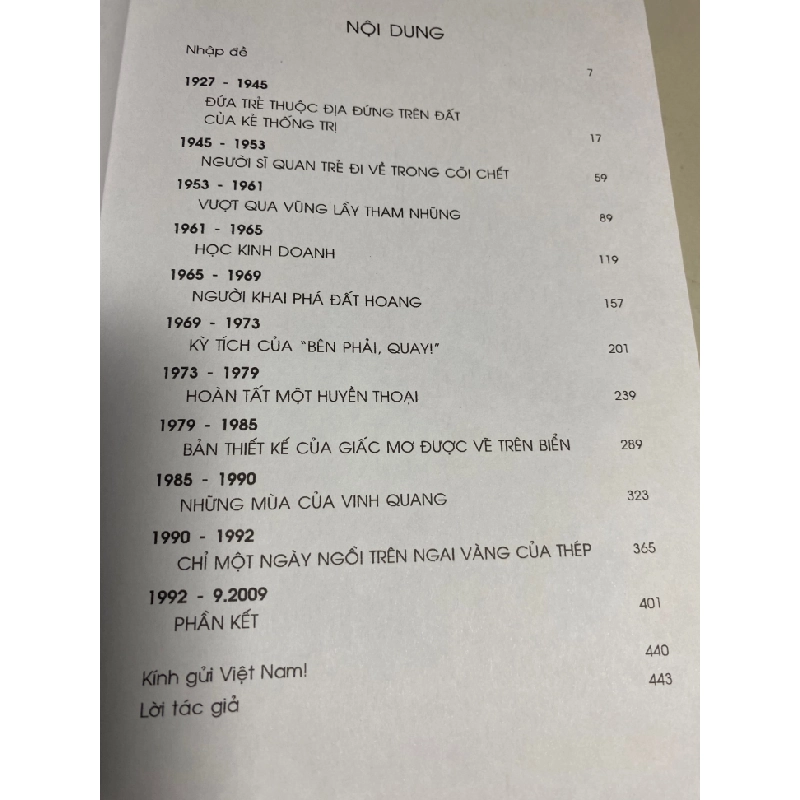 NỘI DUNG
Nhập đề 7
1927 - 1945
ĐỨA TRẺ THUỘC ĐỊA ĐỨNG TRÊN ĐẤT
CỦA KẺ THỐNG TRỊ 17
1945 - 1953
NGƯỜI SĨ QUAN TRẺ ĐI VỀ TRONG CÕI CHẾT 59
1953 - 1961
VƯỢT QUA VŨNG LẦY THAM NHŨNG 89
1961 - 1965
HỌC KINH DOANH 119
1965 - 1969
NGƯỜI KHAI PHÁ ĐẤT HOANG 157
1969 - 1973
KỲ TÍCH CỦA "BÊN PHẢI, QUAY!" 201
1973 - 1979
HOÀN TẤT MỘT HUYỀN THOẠI 239
1979 - 1985
BẢN THIẾT KẾ CỦA GIẤC MƠ ĐƯỢC VẼ TRÊN BIỂN 289
1985 - 1990
NHỮNG MÙA CỦA VINH QUANG 323
1990 - 1992
CHỈ MỘT NGÀY NGỒI TRÊN NGAI VÀNG CỦA THÉP 365
1992 - 9.2009
PHẦN KẾT 401
Kính gửi Việt Nam! 440
Lời tác giả 443